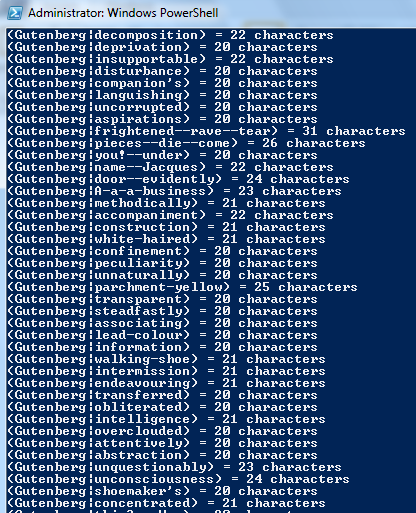 Administrator: Windows PowerShell
(Gutenberg¦decomposition) = 22 characters
(Gutenberg¦deprivation) = 20 characters
(Gutenberg¦insupportable) = 22 characters
(Gutenberg¦disturbance) = 20 characters
(Gutenberg¦companion's) = 20 characters
(Gutenberg¦languishing) = 20 characters
(Gutenberg¦uncorrupted) = 20 characters
(Gutenberg¦aspirations) = 20 characters
(Gutenberg¦frightened--rave--tear) = 31 characters
(Gutenberg¦pieces--die--come) = 26 characters
(Gutenberg¦you!--under) = 20 characters
(Gutenberg¦name--Jacques) = 22 characters
(Gutenberg¦door--evidently) = 24 characters
(Gutenberg¦A-a-a-business) = 23 characters
(Gutenberg¦methodically) = 21 characters
(Gutenberg¦accompaniment) = 22 characters
(Gutenberg¦construction) = 21 characters
(Gutenberg¦white-haired) = 21 characters
(Gutenberg¦confinement) = 20 characters
(Gutenberg¦peculiarity) = 20 characters
(Gutenberg¦unnaturally) = 20 characters
(Gutenberg¦parchment-yellow) = 25 characters
(Gutenberg¦transparent) = 20 characters
(Gutenberg¦steadfastly) = 20 characters
(Gutenberg¦associating) = 20 characters
(Gutenberg¦lead-colour) = 20 characters
(Gutenberg¦information) = 20 characters
(Gutenberg¦walking-shoe) = 21 characters
(Gutenberg¦intermission) = 21 characters
(Gutenberg¦endeavouring) = 21 characters
(Gutenberg¦transferred) = 20 characters
(Gutenberg¦obliterated) = 20 characters
(Gutenberg¦intelligence) = 21 characters
(Gutenberg¦overclouded) = 20 characters
(Gutenberg¦attentively) = 20 characters
(Gutenberg¦abstraction) = 20 characters
(Gutenberg¦unquestionably) = 23 characters
(Gutenberg¦unconsciousness) = 24 characters
(Gutenberg¦shoemaker's) = 20 characters
(Gutenberg¦concentrated) = 21 characters